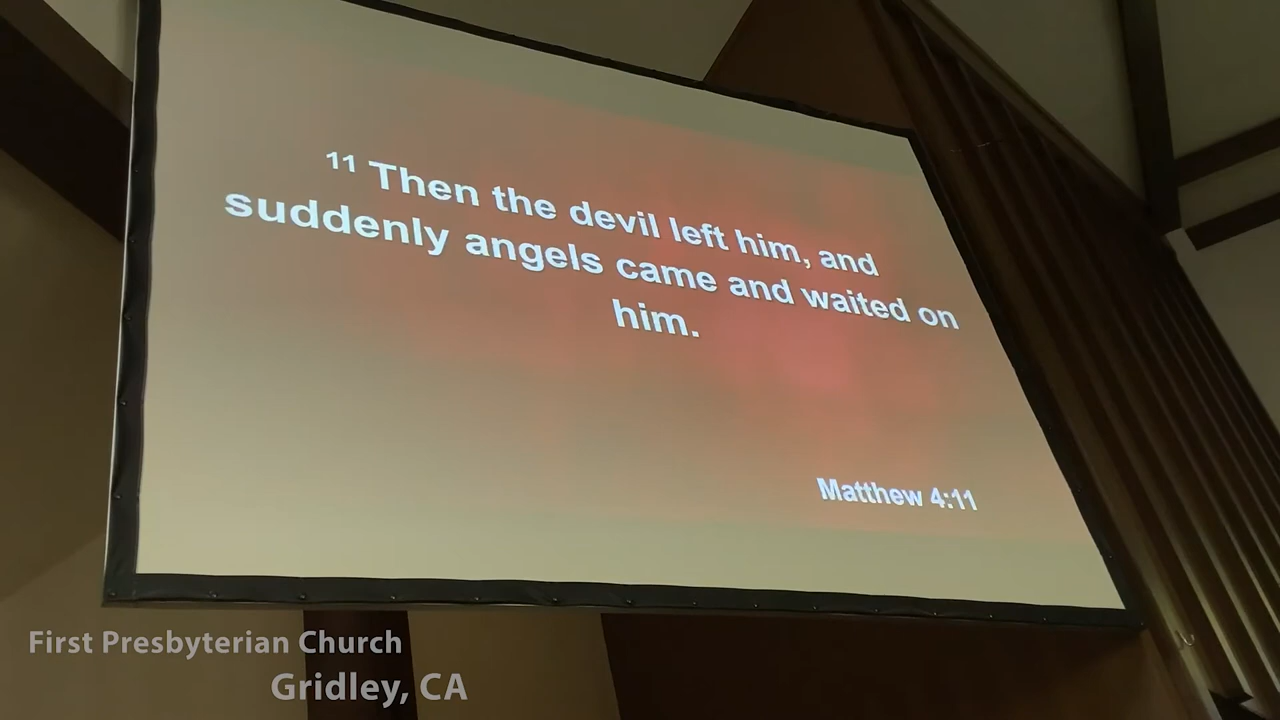 11 Then the devil left him, and
suddenly angels came and waited on
him.
Matthew 4:11
First Presbyterian Church
Gridley, CA